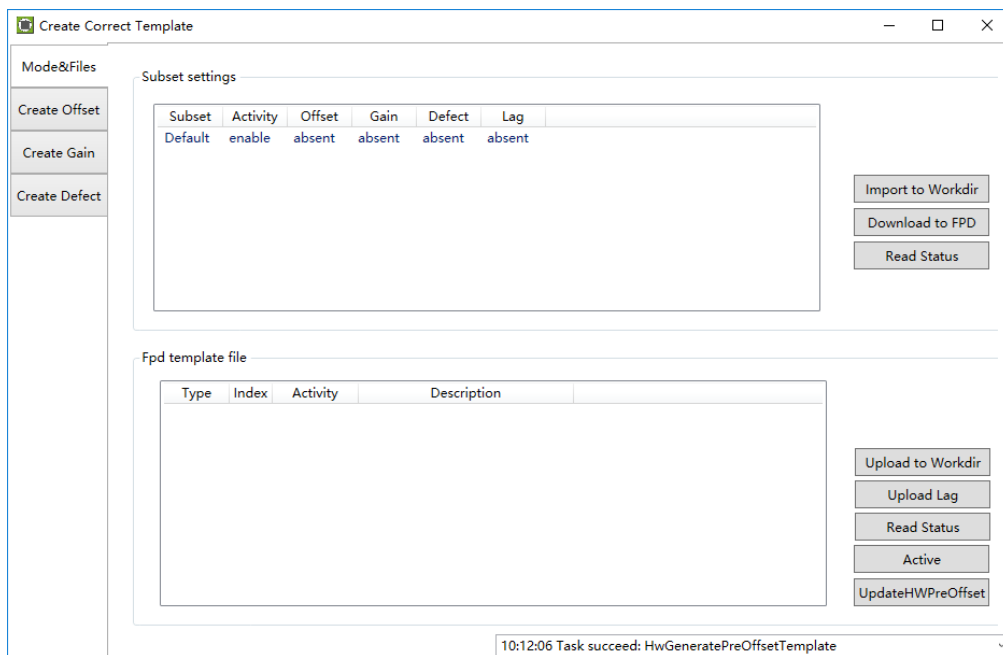 Create Correct Template
Mode&Files
Create Offset
Create Gain
Create Defect
Subset settings
Subset Activity Offset Gain Defect Lag
Default enable absent absent absent absent
Import to Workdir
Download to FPD
Read Status
Fpd template file
Type Index Activity Description
Upload to Workdir
Upload Lag
Read Status
Active
UpdateHWPreOffset
10:12:06 Task succeed: HwGeneratePreOffsetTemplate